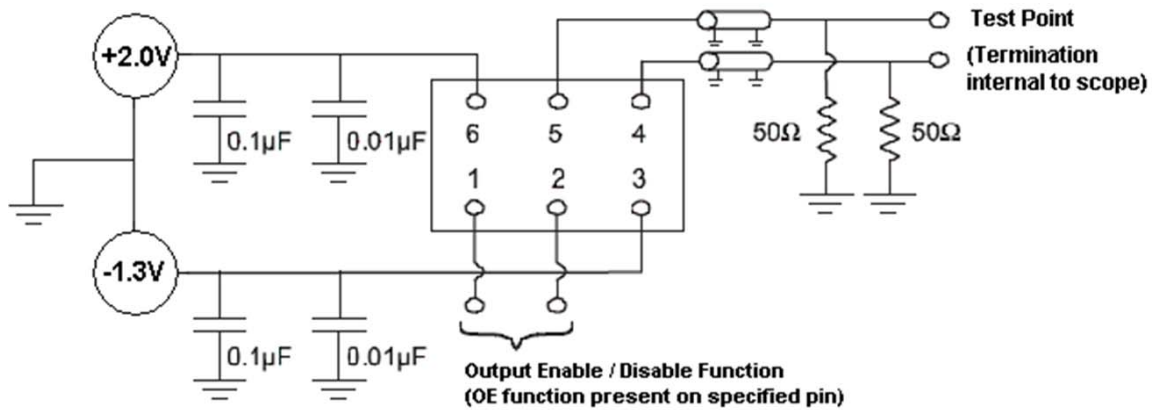 +2.0V
0.1µF
0.01µF
6
5
4
1
2
3
Test Point
(Termination
internal to scope)
50Ω
50Ω
-1.3V
0.1µF
0.01µF
Output Enable / Disable Function
(OE function present on specified pin)